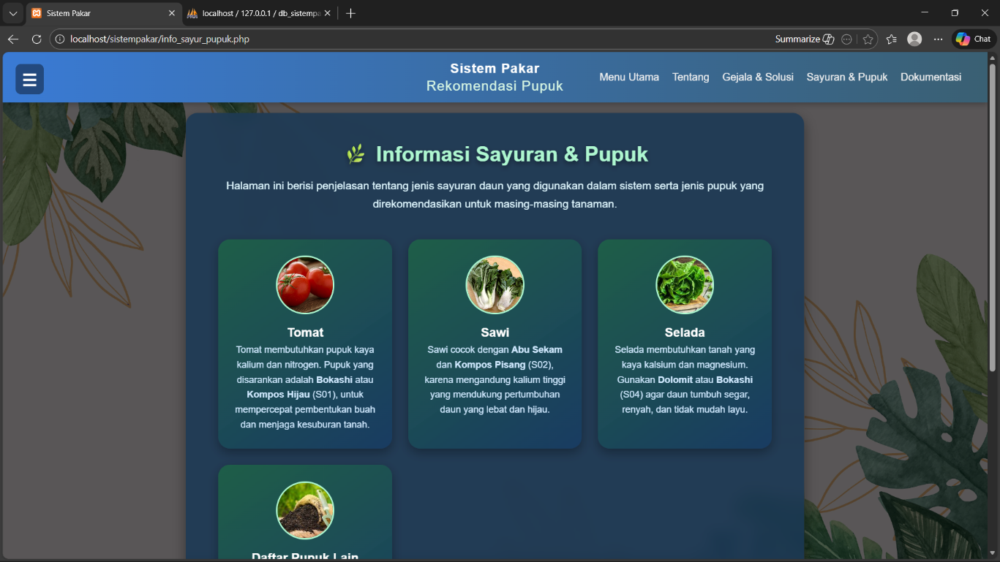 Sistem Pakar
localhost / 127.0.0.1 / db_sistempa
localhost/sistempakar/info_sayur_pupuk.php
Summarize
Chat
Sistem Pakar
Rekomendasi Pupuk
Menu Utama
Tentang
Gejala & Solusi
Sayuran & Pupuk
Dokumentasi
Informasi Sayuran & Pupuk
Halaman ini berisi penjelasan tentang jenis sayuran daun yang digunakan dalam sistem serta jenis pupuk yang
direkomendasikan untuk masing-masing tanaman.
Tomat
Tomat membutuhkan pupuk kaya
kalium dan nitrogen. Pupuk yang
disarankan adalah Bokashi atau
Kompos Hijau (S01), untuk
mempercepat pembentukan buah
dan menjaga kesuburan tanah.
Sawi
Sawi cocok dengan Abu Sekam
dan Kompos Pisang (S02),
karena mengandung kalium tinggi
yang mendukung pertumbuhan
daun yang lebat dan hijau.
Selada
Selada membutuhkan tanah yang
kaya kalsium dan magnesium.
Gunakan Dolomit atau Bokashi
(S04) agar daun tumbuh segar,
renyah, dan tidak mudah layu.
Daftar Pupuk Lain